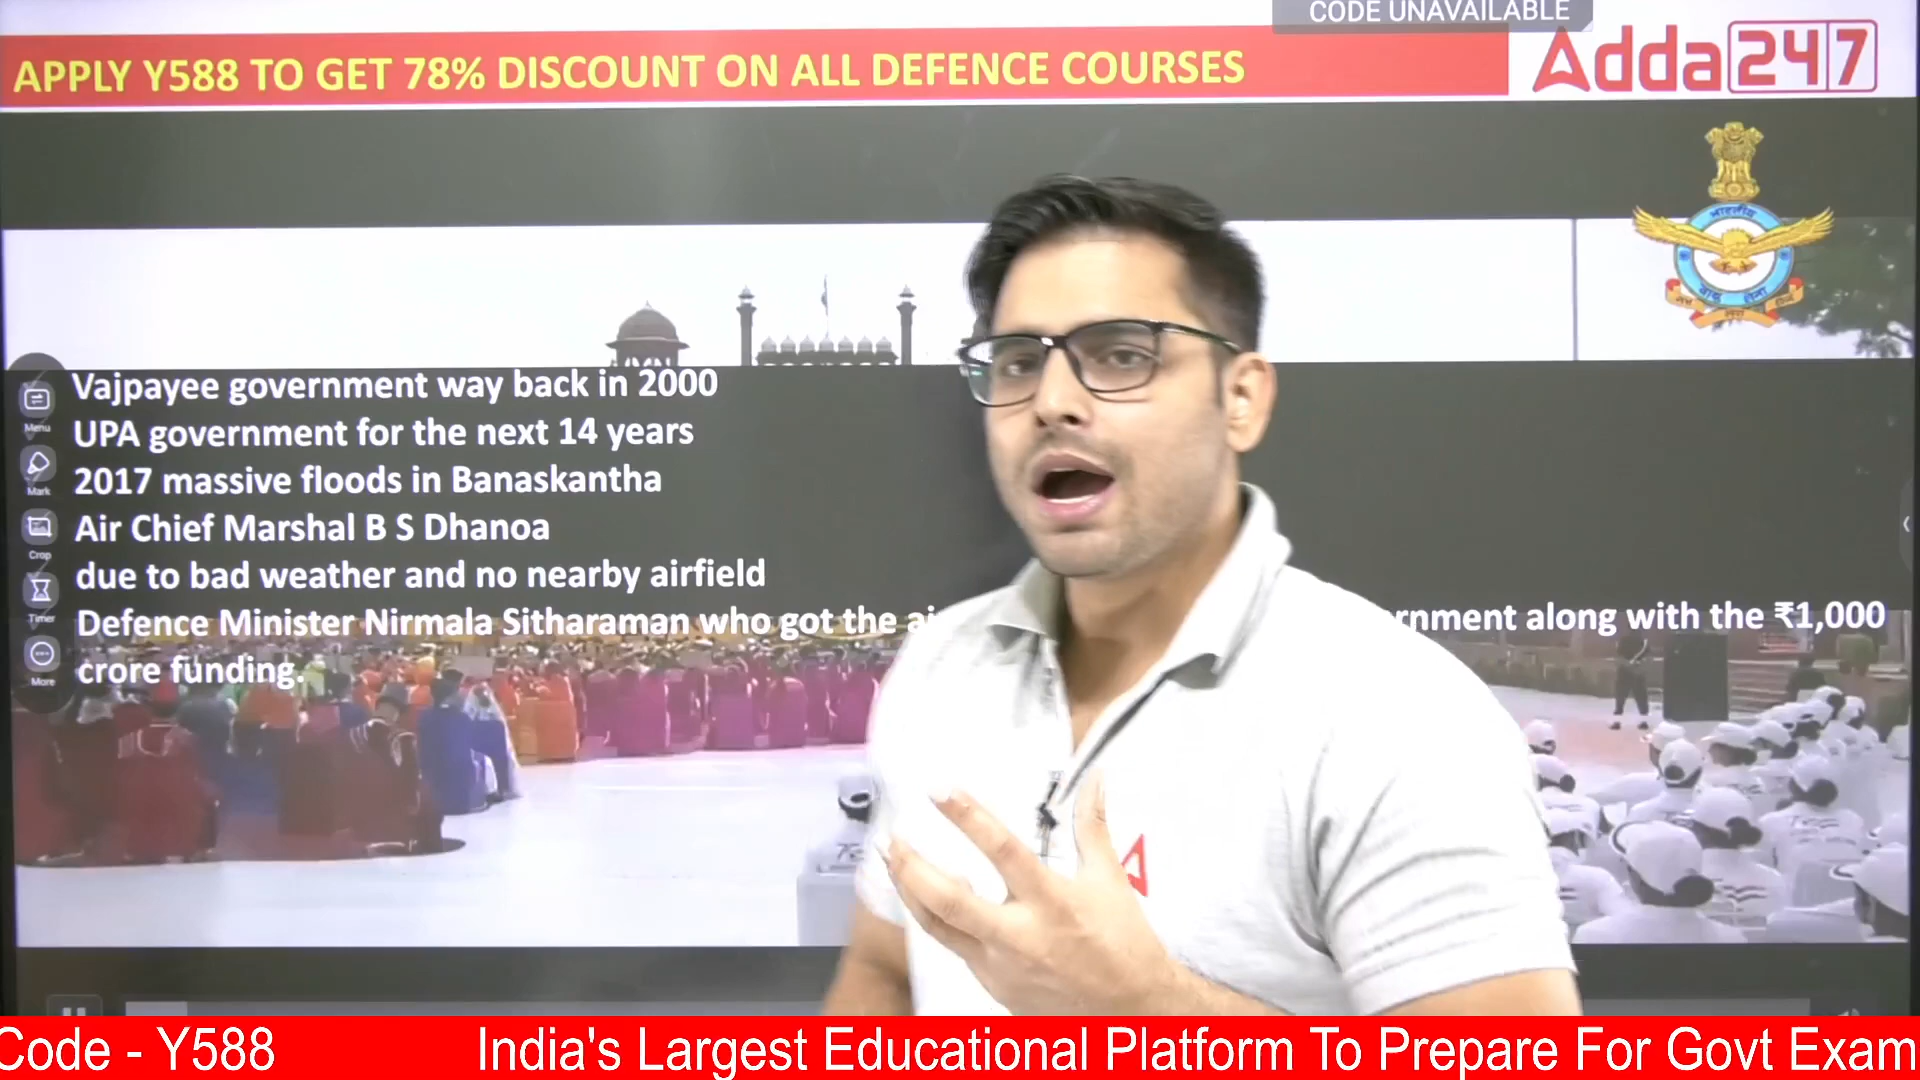 CODE UNAVAILABLE
APPLY Y588 TO GET 78% DISCOUNT ON ALL DEFENCE COURSES
Adda247
Vajpayee government way back in 2000
UPA government for the next 14 years
2017 massive floods in Banaskantha
Air Chief Marshal B S Dhanoa
due to bad weather and no nearby airfield
Defence Minister Nirmala Sitharaman who got the along with the ₹1,000
crore funding.
Menu
Mark
Crop
Timer
More
Code - Y588 India's Largest Educational Platform To Prepare For Govt Exam